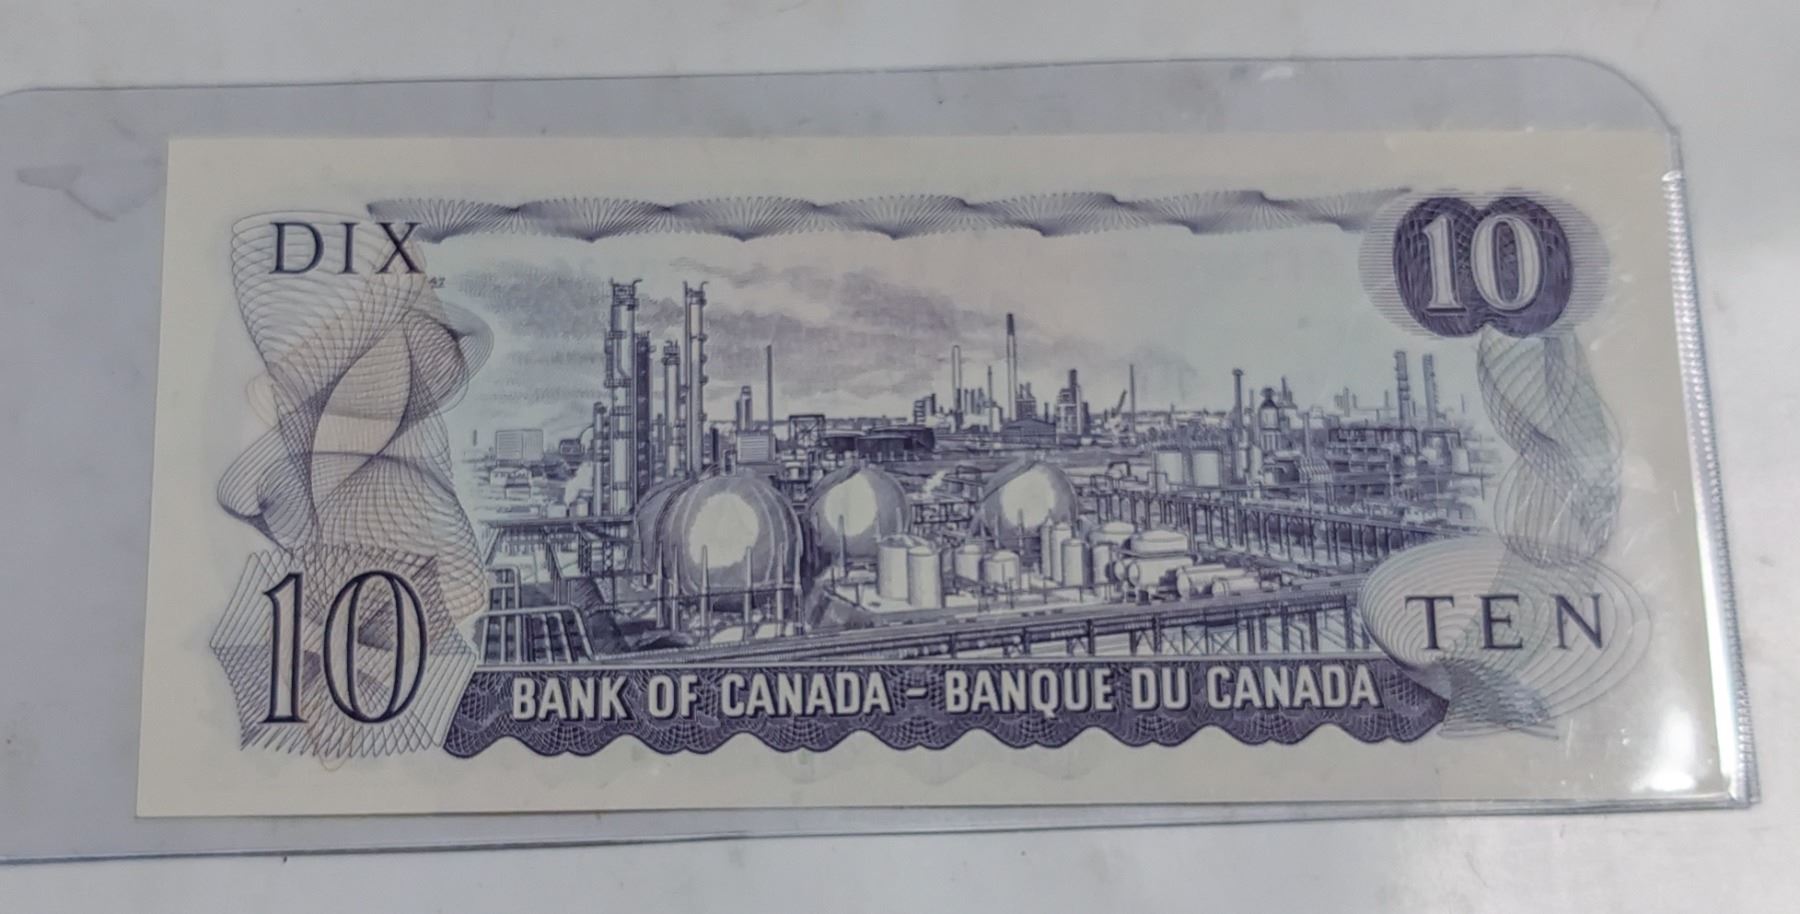 DIX
10
10
BANK OF CANADA – BANQUE DU CANADA
TEN